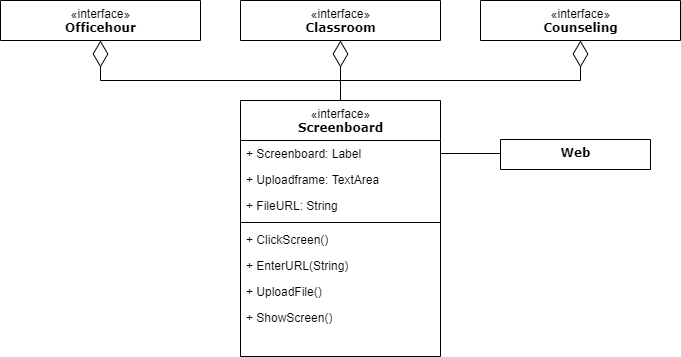 «interface»
Officehour
«interface»
Classroom
«interface»
Counseling
«interface»
Screenboard
+ Screenboard: Label
+ Uploadframe: TextArea
+ FileURL: String
+ ClickScreen()
+ EnterURL(String)
+ UploadFile()
+ ShowScreen()
Web